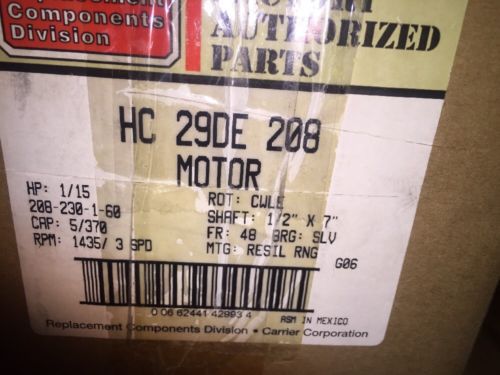 Components
Division
AUTHORIZED
PARTS
HC 29DE 208
MOTOR
HP: 1/15
208-230-1-60
CAP: 5/370
RPM: 1435/ 3 SPD
ROT: CWLE
SHAFT: 1/2" X 7"
FR: 48 BRG: SLV
MTG: RESIL RNG
G06
0 06 62441 42993 4
ASM IN MEXICO
Replacement Components Division • Carrier Corporation